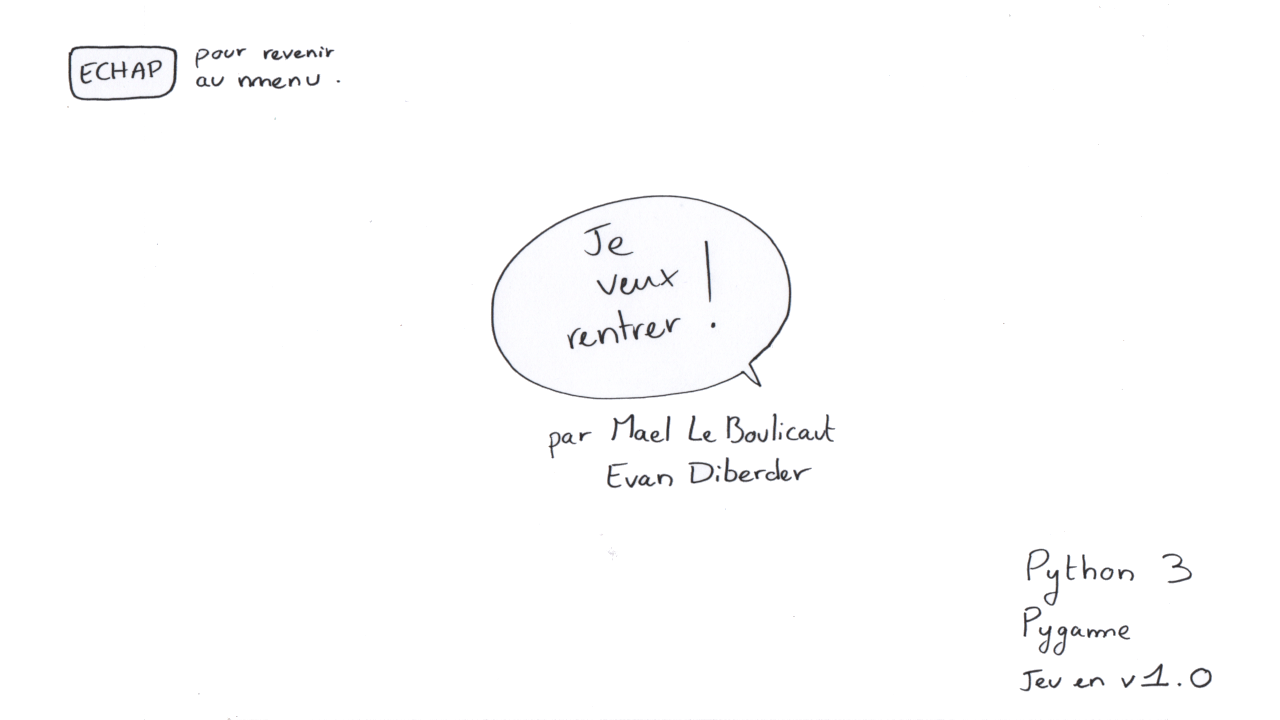 ECHAP
pour revenir
au menu.
Je
veux
rentrer !
par Mael Le Boulicaut
Evan Diberder
Python 3
Pygame
Jeu en v1.0